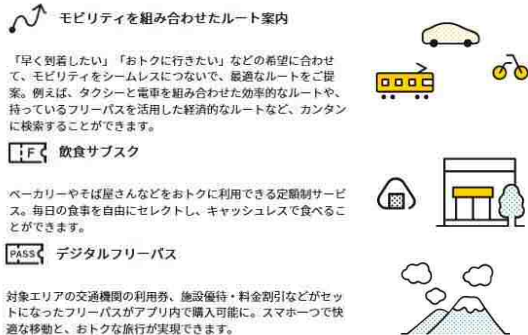 モビリティを組み合わせたルート案内
「早く到着したい」「おトクに行きたい」などの希望に合わせ
て、モビリティをシームレスにつないで、最適なルートをご提
案。例えば、タクシーと電車を組み合わせた効率的なルートや、
持っているフリーパスを活用した経済的なルートなど、カンタン
に検索することができます。
F 飲食サブスク
ベーカリーやそば屋さんなどをおトクに利用できる定額制サービ
ス。毎日の食事を自由にセレクトし、キャッシュレスで食べるこ
とができます。
PASS デジタルフリーパス
対象エリアの交通機関の利用券、施設優待・料金割引などがセッ
トになったフリーパスがアプリ内で購入可能に。スマホ一つで快
適な移動と、おトクな旅行が実現できます。